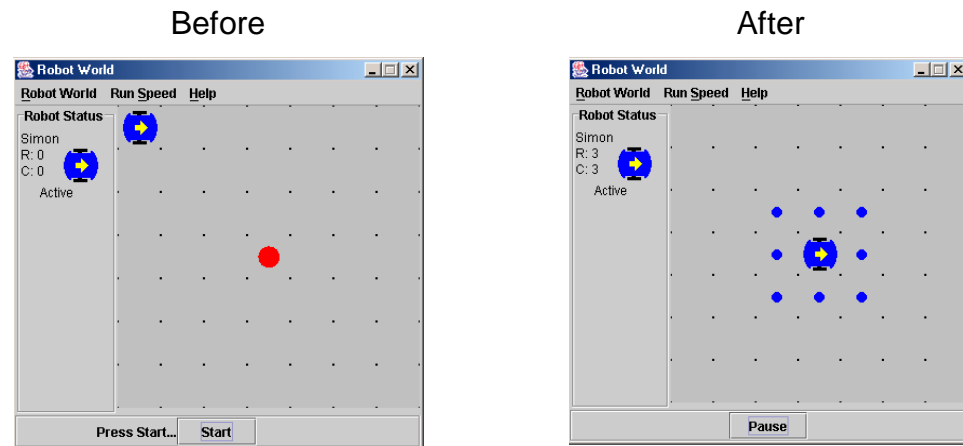 Before
After
Robot World
Robot World Run Speed Help
Robot Status
Simon
R: 0
C: 0
Active
Press Start... Start
Robot World
Robot World Run Speed Help
Robot Status
Simon
R: 3
C: 3
Active
Pause